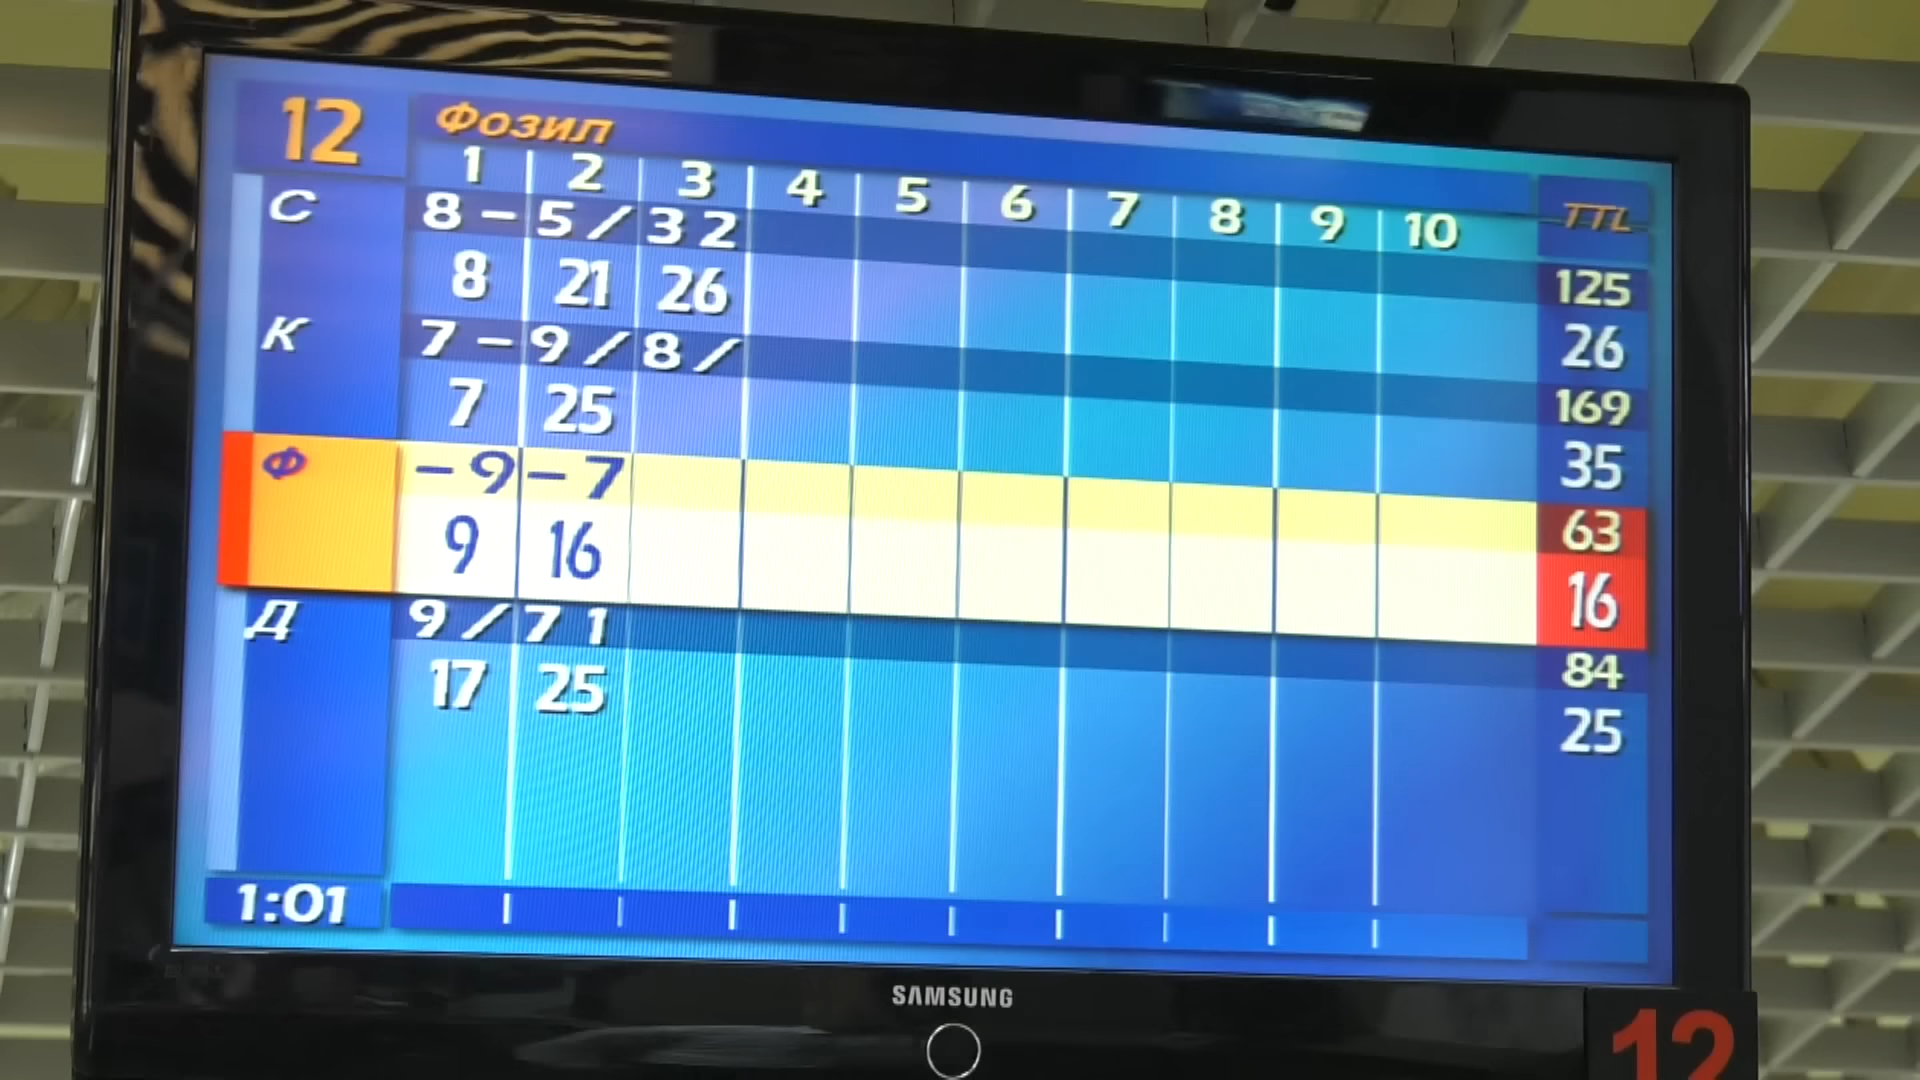 12 Фозил
1 2 3 4 5 6 7 8 9 10 TTL
С 8 – 5 / 3 2 125
8 21 26 26
К 7 – 9 / 8 / 169
7 25 35
Ф – 9 – 7 63
9 16 16
Д 9 / 7 1 84
17 25 25
1:01
SAMSUNG
12